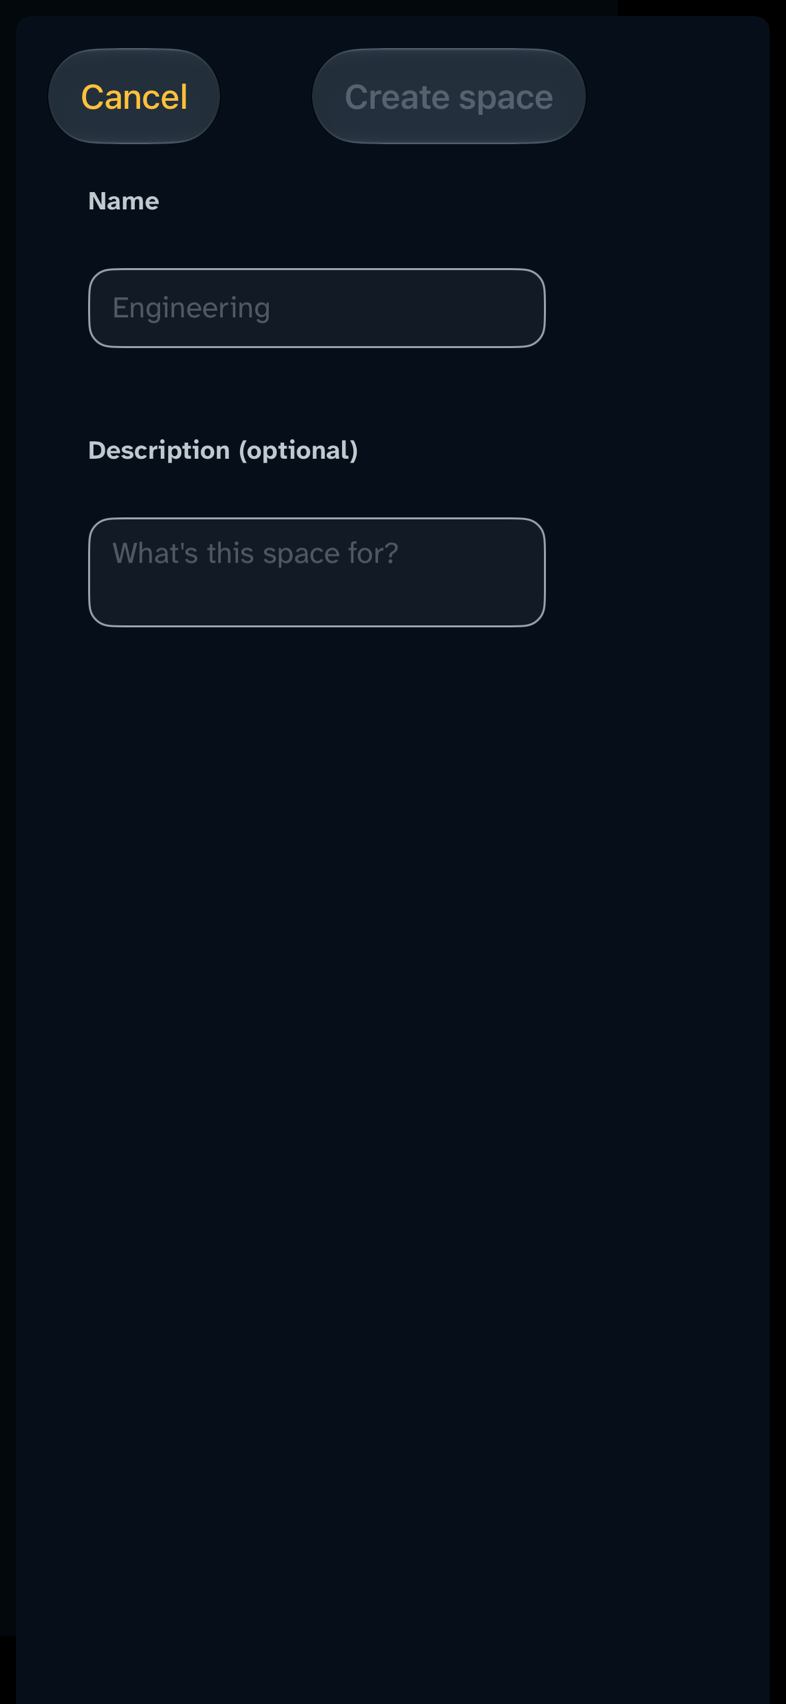 Cancel
Create space
Name
Engineering
Description (optional)
What's this space for?